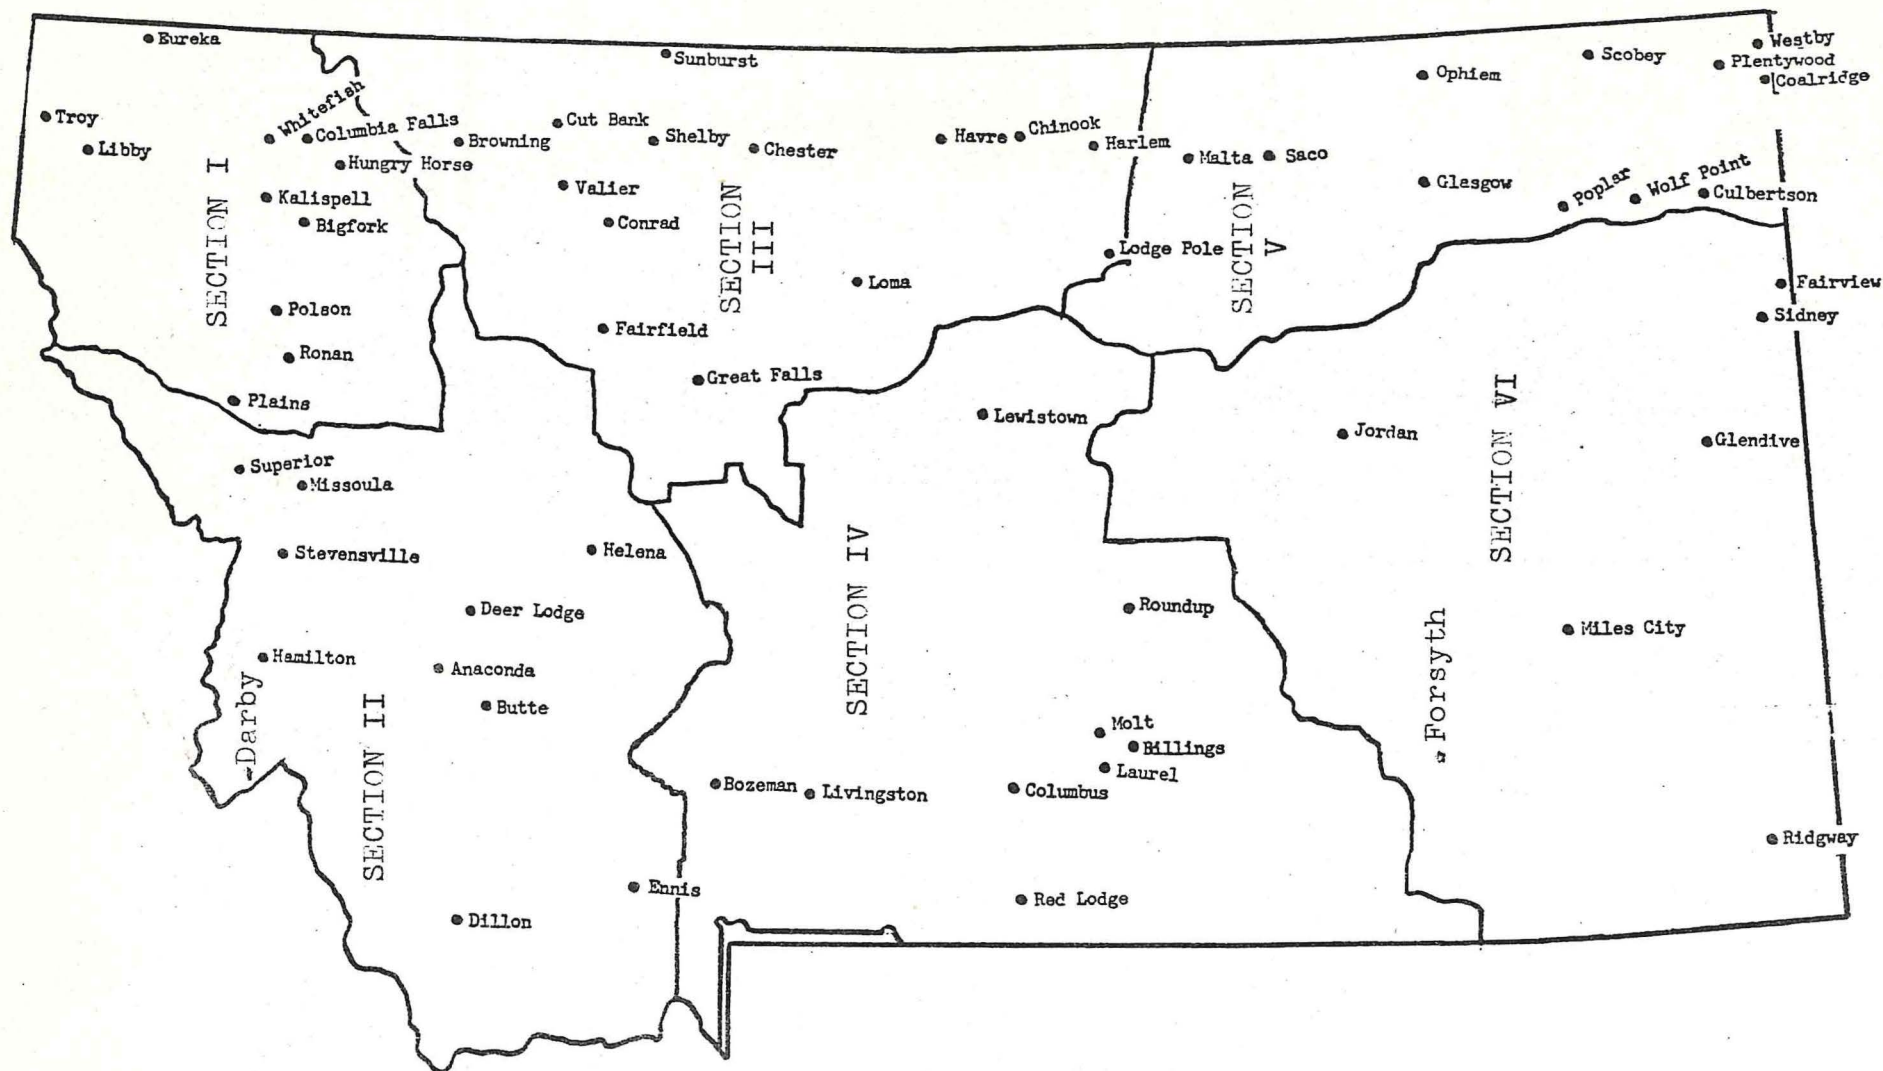 Eureka
Sunburst
Scobey
Westby
Plentywood
Coalridge
Ophiem
Troy
Libby
Whitefish
Columbia Falls
Hungry Horse
Browning
Cut Bank
Shelby
Chester
Havre
Chinook
Harlem
Malta
Saco
Glasgow
Poplar
Wolf Point
Culbertson
Kalispell
Bigfork
Valier
Conrad
SECTION I
SECTION
III
SECTION
V
Lodge Pole
Loma
Fairview
Sidney
Polson
Ronan
Plains
Fairfield
Great Falls
Lewistown
Jordan
SECTION VI
Glendive
Superior
Missoula
Stevensville
Helena
Deer Lodge
SECTION IV
Roundup
Miles City
Forsyth
Hamilton
Darby
Anaconda
Butte
SECTION II
Molt
Billings
Laurel
Bozeman
Livingston
Columbus
Ridgway
Ennis
Dillon
Red Lodge